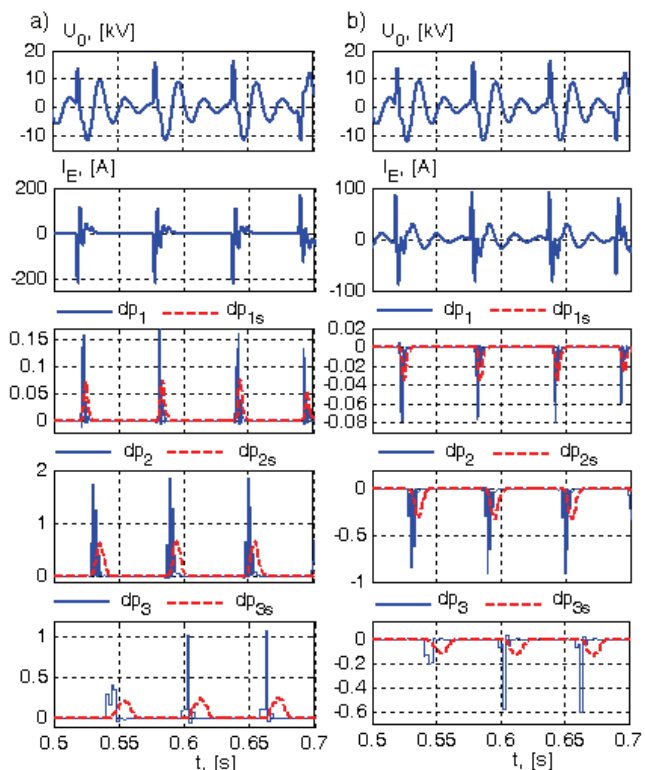 a)
U0, [kV]
20
10
0
-10
IE, [A]
200
0
-200
dp1 dp1s
0.15
0.1
0.05
0
dp2 dp2s
2
1
0
dp3 dp3s
1
0.5
0
0.5 0.55 0.6 0.65 0.7
t, [s]
b)
U0, [kV]
20
10
0
-10
IE, [A]
100
0
-100
dp1 dp1s
0.02
0
-0.02
-0.04
-0.06
-0.08
dp2 dp2s
0
-0.5
-1
dp3 dp3s
0
-0.2
-0.4
-0.6
0.5 0.55 0.6 0.65 0.7
t, [s]